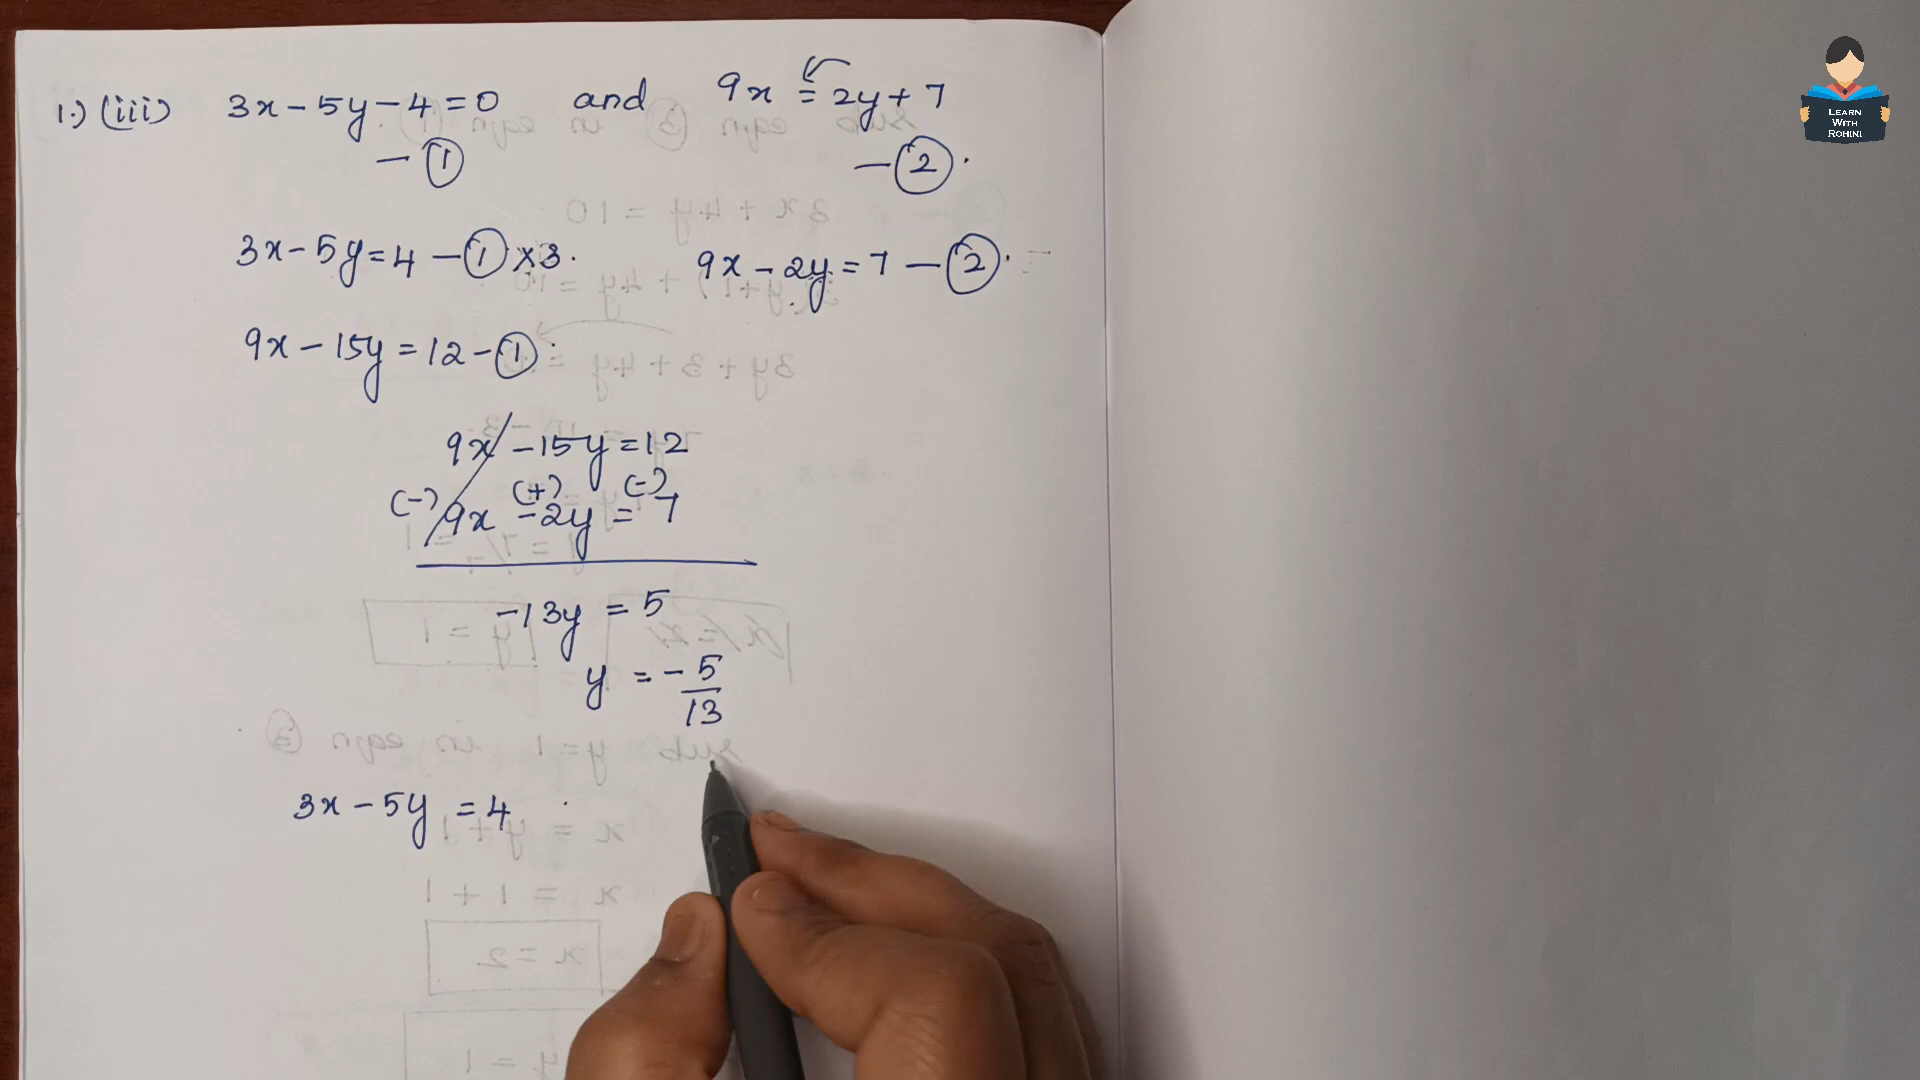 1.) (iii) 3x - 5y - 4 = 0 and 9x = 2y + 7
- ① - ②.
3x - 5y = 4 - ① × 3. 9x - 2y = 7 - ②.
9x - 15y = 12 - ①.
9x - 15y = 12
(-) (+) (-)
9x - 2y = 7
-13y = 5
y = -5/13
3x - 5y = 4
LEARN
WITH
ROHINI